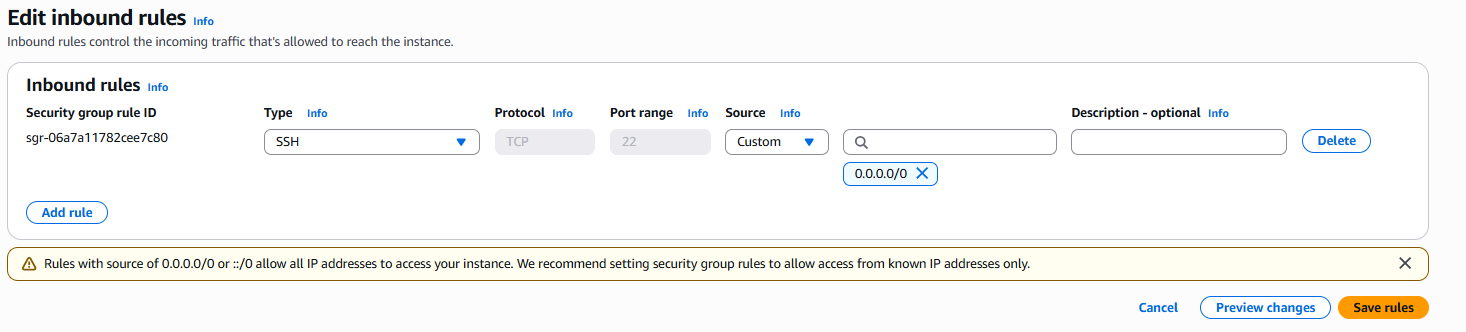 Edit inbound rules Info
Inbound rules control the incoming traffic that's allowed to reach the instance.
Inbound rules Info
Security group rule ID Type Info Protocol Info Port range Info Source Info Description - optional Info
sgr-06a7a11782cee7c80 SSH TCP 22 Custom Delete
0.0.0.0/0
Add rule
Rules with source of 0.0.0.0/0 or ::/0 allow all IP addresses to access your instance. We recommend setting security group rules to allow access from known IP addresses only.
Cancel Preview changes Save rules